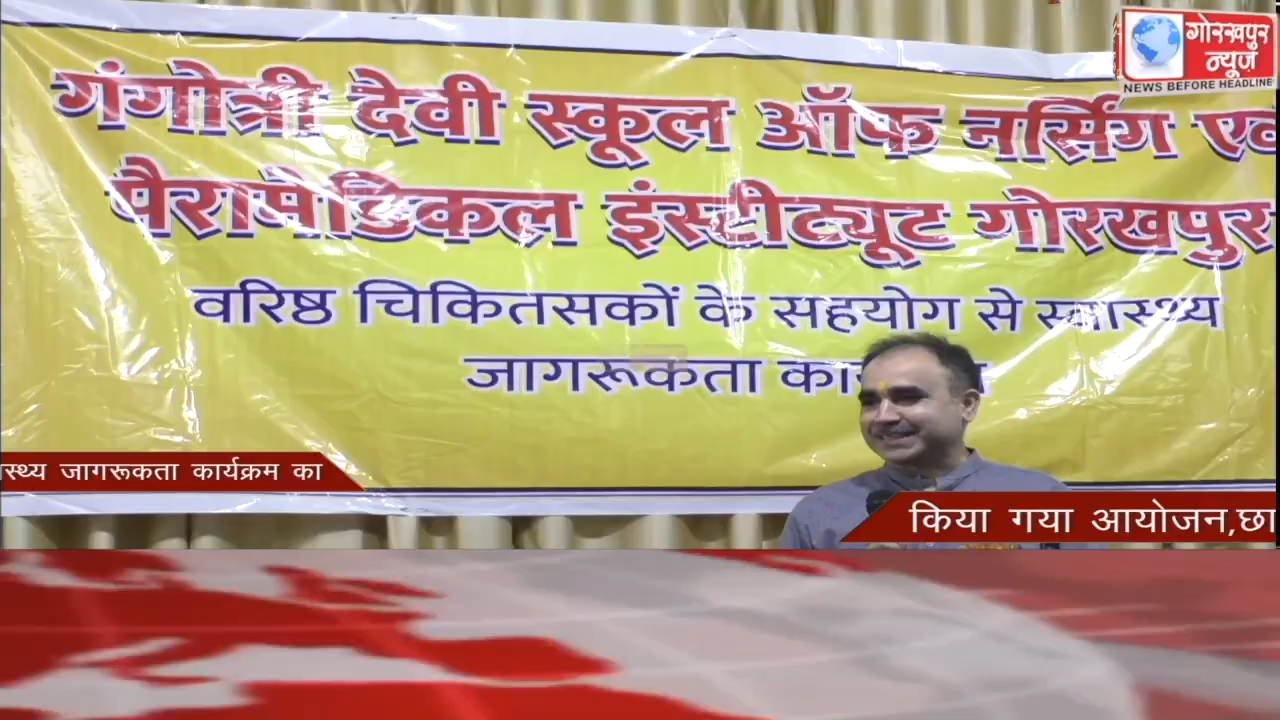 गोरखपुर
न्यूज़
NEWS BEFORE HEADLINE
गंगोत्री देवी स्कूल ऑफ नर्सिंग
पैरामेडिकल इंस्टीट्यूट गोरखपुर
वरिष्ठ चिकितसकों के सहयोग से स्वास्थ्य
जागरूकता
स्थ्य जागरूकता कार्यक्रम का
किया गया आयोजन,छा